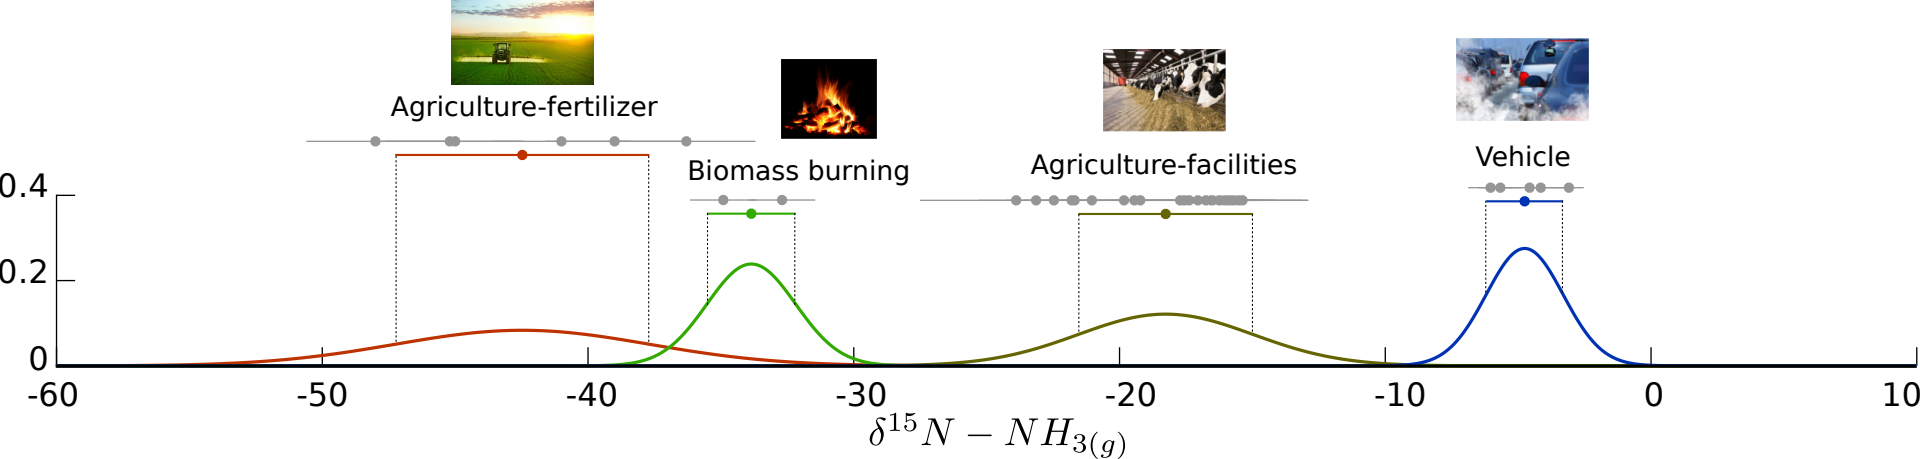 Agriculture-fertilizer
Biomass burning
Agriculture-facilities
Vehicle
0.4
0.2
0
-60 -50 -40 -30 -20 -10 0 10
δ¹⁵N − NH₃₍g₎